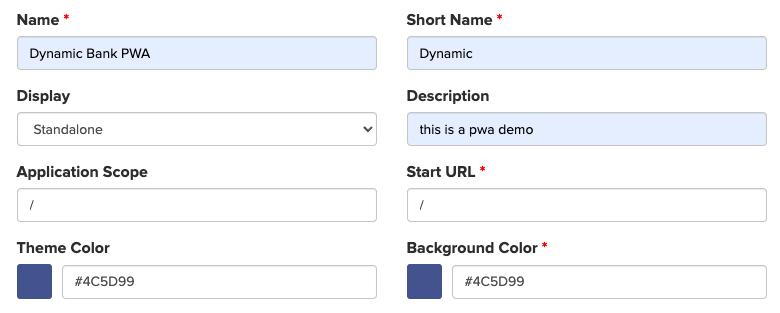 Name *
Short Name *
Dynamic Bank PWA
Dynamic
Display
Description
Standalone
this is a pwa demo
Application Scope
Start URL *
/
/
Theme Color
Background Color *
#4C5D99
#4C5D99